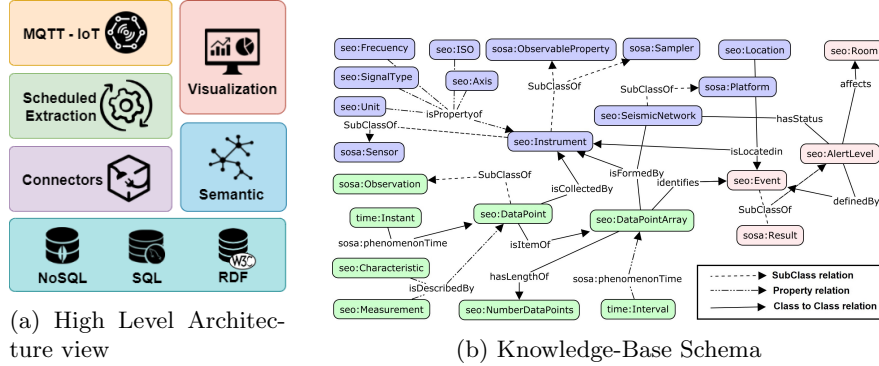 MQTT - IoT
Scheduled
Extraction
Connectors
Visualization
Semantic
NoSQL
SQL
W3C
RDF
(a) High Level Architec-
ture view
seo:Frecuency
seo:ISO
sosa:ObservableProperty
sosa:Sampler
seo:Location
seo:Room
seo:SignalType
seo:Axis
SubClassOf
SubClassOf
sosa:Platform
affects
seo:Unit
isPropertyof
seo:SeismicNetwork
hasStatus
SubClassOf
sosa:Sensor
seo:Instrument
isLocatedin
seo:AlertLevel
sosa:Observation
SubClassOf
isFormedBy
identifies
seo:Event
isCollectedBy
SubClassOf
definedBy
time:Instant
seo:DataPoint
seo:DataPointArray
sosa:Result
sosa:phenomenonTime
isItemOf
seo:Characteristic
hasLengthOf
sosa:phenomenonTime
isDescribedBy
seo:Measurement
seo:NumberDataPoints
time:Interval
SubClass relation
Property relation
Class to Class relation
(b) Knowledge-Base Schema